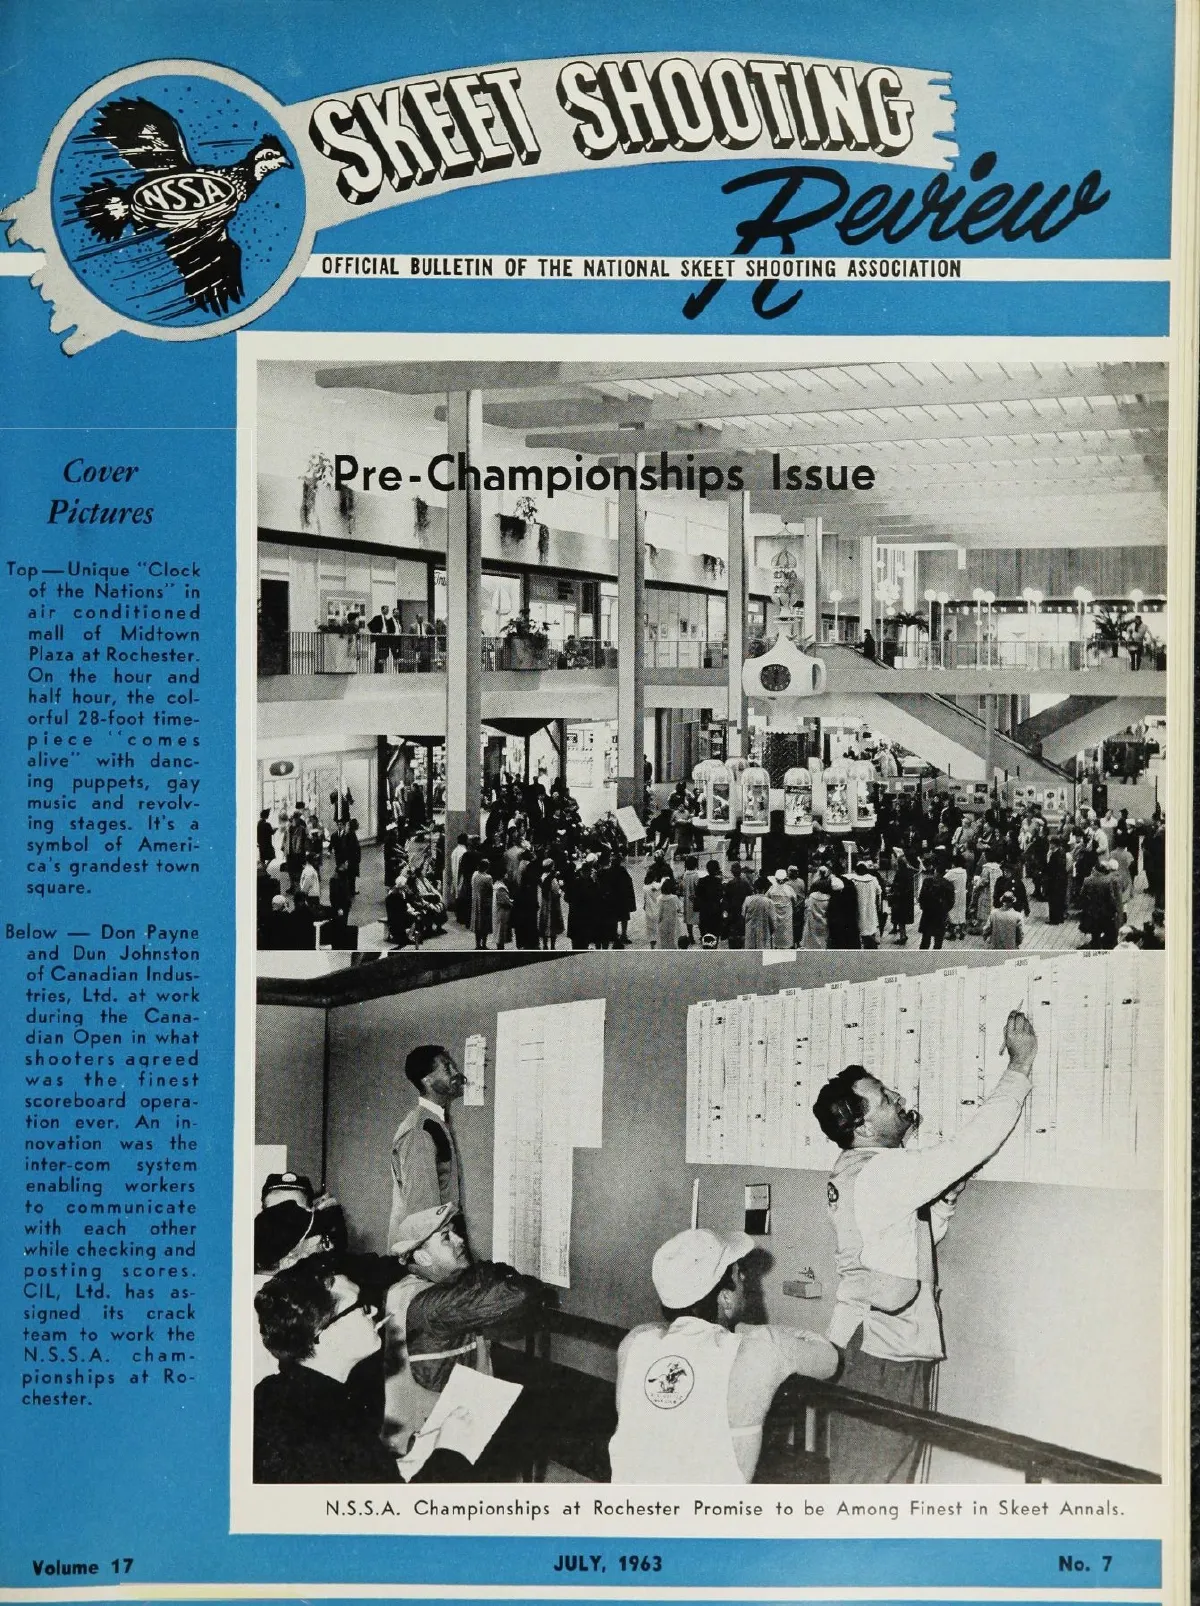 SKEET SHOOTING
Review
NSSA
OFFICIAL BULLETIN OF THE NATIONAL SKEET SHOOTING ASSOCIATION
Pre-Championships Issue
Cover
Pictures
Top—Unique "Clock
of the Nations" in
air conditioned
mall of Midtown
Plaza at Rochester.
On the hour and
half hour, the col-
orful 28-foot time-
piece "comes
alive" with danc-
ing puppets, gay
music and revolv-
ing stages. It's a
symbol of Ameri-
ca's grandest town
square.
Below — Don Payne
and Dun Johnston
of Canadian Indus-
tries, Ltd. at work
during the Cana-
dian Open in what
shooters agreed
was the finest
scoreboard opera-
tion ever. An in-
novation was the
inter-com system
enabling workers
to communicate
with each other
while checking and
posting scores.
CIL, Ltd. has as-
signed its crack
team to work the
N.S.S.A. cham-
pionships at Ro-
chester.
N.S.S.A. Championships at Rochester Promise to be Among Finest in Skeet Annals.
Volume 17
JULY, 1963
No. 7